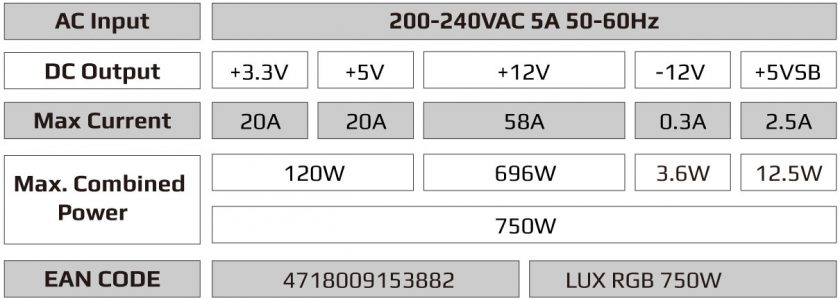 AC Input 200-240VAC 5A 50-60Hz
DC Output +3.3V +5V +12V -12V +5VSB
Max Current 20A 20A 58A 0.3A 2.5A
Max. Combined Power 120W 696W 3.6W 12.5W
750W
EAN CODE 4718009153882 LUX RGB 750W